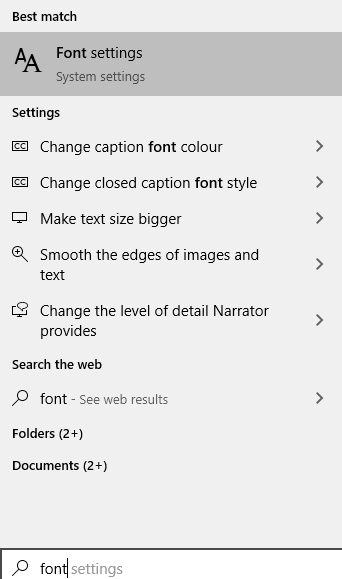 Best match
Font settings
System settings
Settings
Change caption font colour
Change closed caption font style
Make text size bigger
Smooth the edges of images and
text
Change the level of detail Narrator
provides
Search the web
font - See web results
Folders (2+)
Documents (2+)
font settings